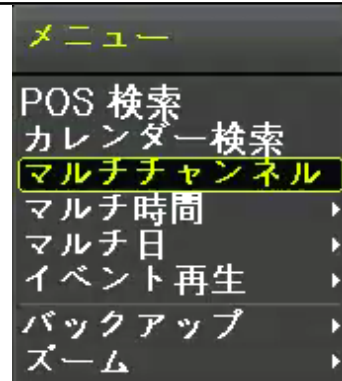 メニュー
POS 検索
カレンダー検索
マルチチャンネル
マルチ時間
マルチ日
イベント再生
バックアップ
ズーム